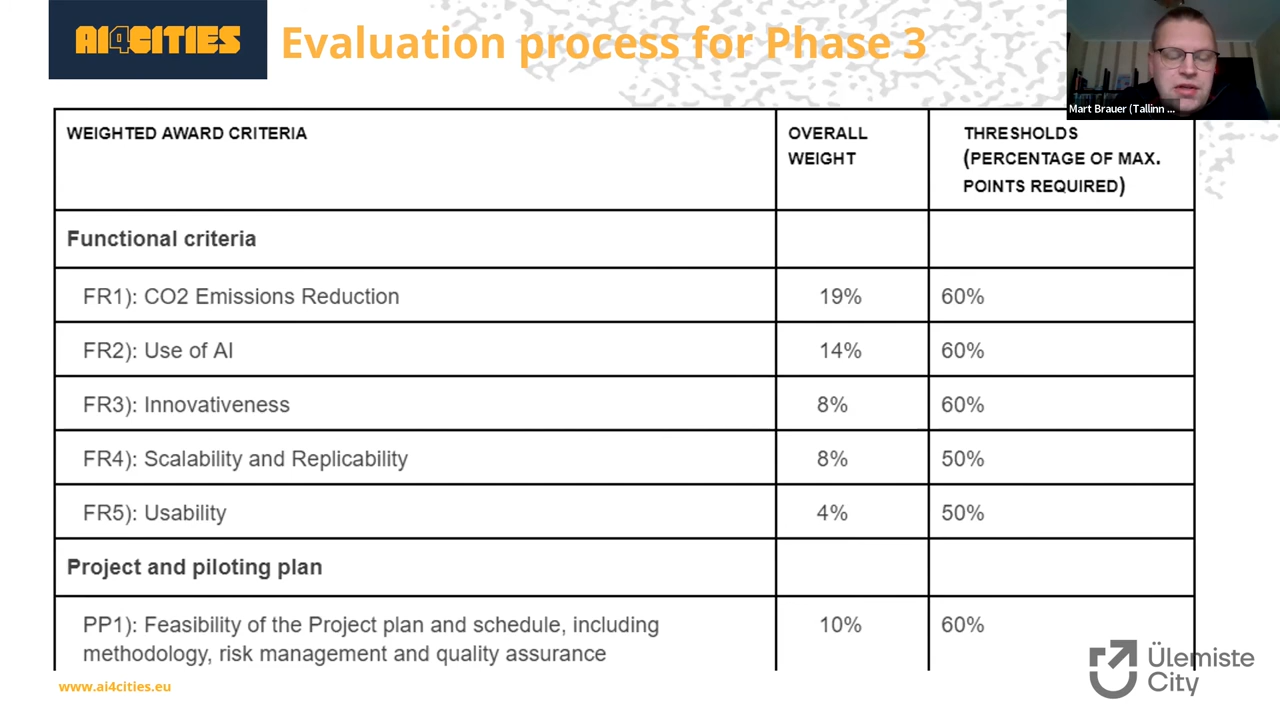 AI4CITIES
Evaluation process for Phase 3
Mart Brauer (Tallinn ...
WEIGHTED AWARD CRITERIA
OVERALL
WEIGHT
THRESHOLDS
(PERCENTAGE OF MAX.
POINTS REQUIRED)
Functional criteria
FR1): CO2 Emissions Reduction 19% 60%
FR2): Use of AI 14% 60%
FR3): Innovativeness 8% 60%
FR4): Scalability and Replicability 8% 50%
FR5): Usability 4% 50%
Project and piloting plan
PP1): Feasibility of the Project plan and schedule, including 10% 60%
methodology, risk management and quality assurance
www.ai4cities.eu
Ülemiste
City